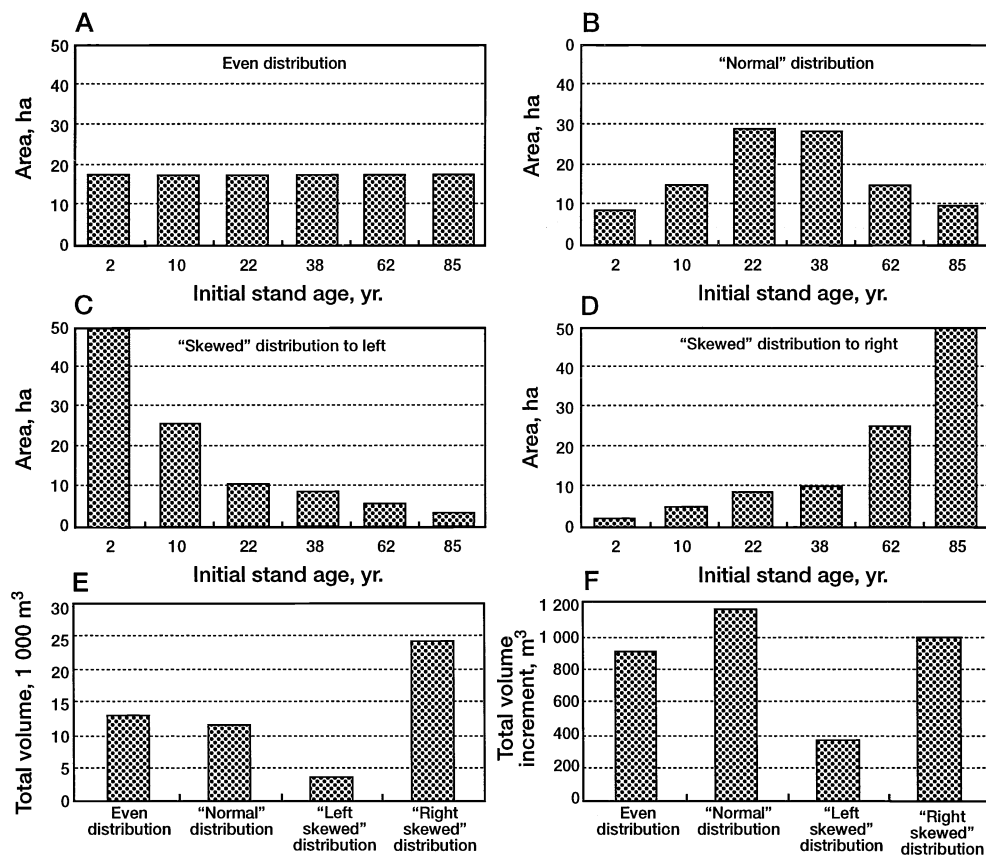 A
50
40
30
20
10
0
Area, ha
Even distribution
2 10 22 38 62 85
Initial stand age, yr.
B
0
40
30
20
10
0
Area, ha
“Normal” distribution
2 10 22 38 62 85
Initial stand age, yr.
C
50
40
30
20
10
0
Area, ha
“Skewed” distribution to left
2 10 22 38 62 85
Initial stand age, yr.
D
50
40
30
20
10
0
Area, ha
“Skewed” distribution to right
2 10 22 38 62 85
Initial stand age, yr.
E
30
25
20
15
10
5
0
Total volume, 1 000 m³
Even
distribution
“Normal”
distribution
“Left
skewed”
distribution
“Right
skewed”
distribution
F
1 200
1 000
800
600
400
200
0
Total volume
increment, m³
Even
distribution
“Normal”
distribution
“Left
skewed”
distribution
“Right
skewed”
distribution